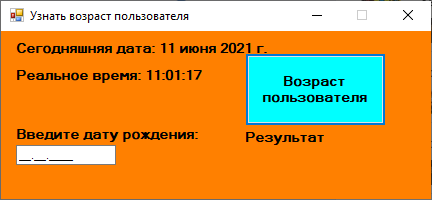 Узнать возраст пользователя
Сегодняшняя дата: 11 июня 2021 г.
Реальное время: 11:01:17
Возраст
пользователя
Введите дату рождения:
Результат
__.__.____